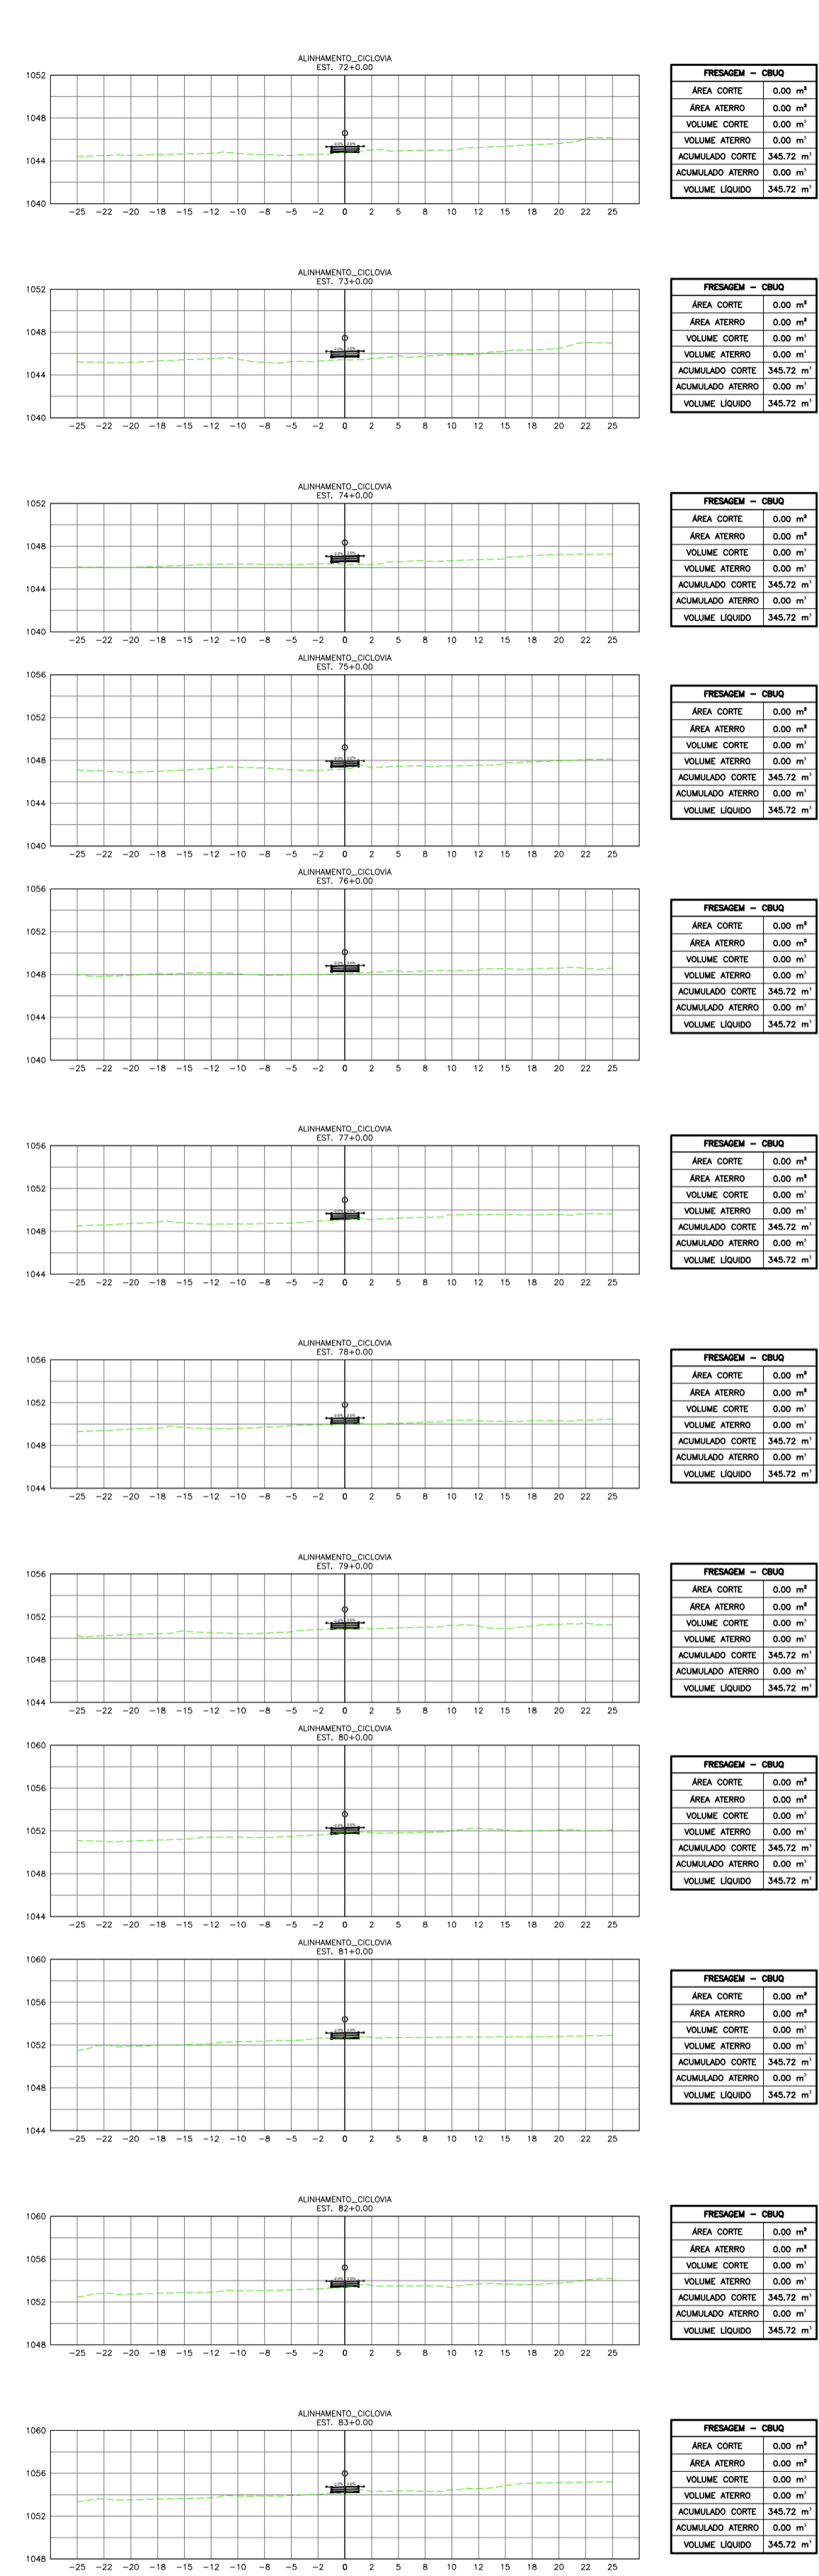 ALINHAMENTO_CICLOVIA
EST. 72+0.00
1052
1048
1044
1040
−25 −22 −20 −18 −15 −12 −10 −8 −5 −2 0 2 5 8 10 12 15 18 20 22 25
FRESAGEM − CBUQ
ÁREA CORTE 0.00 m²
ÁREA ATERRO 0.00 m²
VOLUME CORTE 0.00 m³
VOLUME ATERRO 0.00 m³
ACUMULADO CORTE 345.72 m³
ACUMULADO ATERRO 0.00 m³
VOLUME LÍQUIDO 345.72 m³
ALINHAMENTO_CICLOVIA
EST. 73+0.00
1052
1048
1044
1040
−25 −22 −20 −18 −15 −12 −10 −8 −5 −2 0 2 5 8 10 12 15 18 20 22 25
FRESAGEM − CBUQ
ÁREA CORTE 0.00 m²
ÁREA ATERRO 0.00 m²
VOLUME CORTE 0.00 m³
VOLUME ATERRO 0.00 m³
ACUMULADO CORTE 345.72 m³
ACUMULADO ATERRO 0.00 m³
VOLUME LÍQUIDO 345.72 m³
ALINHAMENTO_CICLOVIA
EST. 74+0.00
1052
1048
1044
1040
−25 −22 −20 −18 −15 −12 −10 −8 −5 −2 0 2 5 8 10 12 15 18 20 22 25
FRESAGEM − CBUQ
ÁREA CORTE 0.00 m²
ÁREA ATERRO 0.00 m²
VOLUME CORTE 0.00 m³
VOLUME ATERRO 0.00 m³
ACUMULADO CORTE 345.72 m³
ACUMULADO ATERRO 0.00 m³
VOLUME LÍQUIDO 345.72 m³
ALINHAMENTO_CICLOVIA
EST. 75+0.00
1056
1052
1048
1044
1040
−25 −22 −20 −18 −15 −12 −10 −8 −5 −2 0 2 5 8 10 12 15 18 20 22 25
FRESAGEM − CBUQ
ÁREA CORTE 0.00 m²
ÁREA ATERRO 0.00 m²
VOLUME CORTE 0.00 m³
VOLUME ATERRO 0.00 m³
ACUMULADO CORTE 345.72 m³
ACUMULADO ATERRO 0.00 m³
VOLUME LÍQUIDO 345.72 m³
ALINHAMENTO_CICLOVIA
EST. 76+0.00
1056
1052
1048
1044
1040
−25 −22 −20 −18 −15 −12 −10 −8 −5 −2 0 2 5 8 10 12 15 18 20 22 25
FRESAGEM − CBUQ
ÁREA CORTE 0.00 m²
ÁREA ATERRO 0.00 m²
VOLUME CORTE 0.00 m³
VOLUME ATERRO 0.00 m³
ACUMULADO CORTE 345.72 m³
ACUMULADO ATERRO 0.00 m³
VOLUME LÍQUIDO 345.72 m³
ALINHAMENTO_CICLOVIA
EST. 77+0.00
1056
1052
1048
1044
−25 −22 −20 −18 −15 −12 −10 −8 −5 −2 0 2 5 8 10 12 15 18 20 22 25
FRESAGEM − CBUQ
ÁREA CORTE 0.00 m²
ÁREA ATERRO 0.00 m²
VOLUME CORTE 0.00 m³
VOLUME ATERRO 0.00 m³
ACUMULADO CORTE 345.72 m³
ACUMULADO ATERRO 0.00 m³
VOLUME LÍQUIDO 345.72 m³
ALINHAMENTO_CICLOVIA
EST. 78+0.00
1056
1052
1048
1044
−25 −22 −20 −18 −15 −12 −10 −8 −5 −2 0 2 5 8 10 12 15 18 20 22 25
FRESAGEM − CBUQ
ÁREA CORTE 0.00 m²
ÁREA ATERRO 0.00 m²
VOLUME CORTE 0.00 m³
VOLUME ATERRO 0.00 m³
ACUMULADO CORTE 345.72 m³
ACUMULADO ATERRO 0.00 m³
VOLUME LÍQUIDO 345.72 m³
ALINHAMENTO_CICLOVIA
EST. 79+0.00
1056
1052
1048
1044
−25 −22 −20 −18 −15 −12 −10 −8 −5 −2 0 2 5 8 10 12 15 18 20 22 25
FRESAGEM − CBUQ
ÁREA CORTE 0.00 m²
ÁREA ATERRO 0.00 m²
VOLUME CORTE 0.00 m³
VOLUME ATERRO 0.00 m³
ACUMULADO CORTE 345.72 m³
ACUMULADO ATERRO 0.00 m³
VOLUME LÍQUIDO 345.72 m³
ALINHAMENTO_CICLOVIA
EST. 80+0.00
1060
1056
1052
1048
1044
−25 −22 −20 −18 −15 −12 −10 −8 −5 −2 0 2 5 8 10 12 15 18 20 22 25
FRESAGEM − CBUQ
ÁREA CORTE 0.00 m²
ÁREA ATERRO 0.00 m²
VOLUME CORTE 0.00 m³
VOLUME ATERRO 0.00 m³
ACUMULADO CORTE 345.72 m³
ACUMULADO ATERRO 0.00 m³
VOLUME LÍQUIDO 345.72 m³
ALINHAMENTO_CICLOVIA
EST. 81+0.00
1060
1056
1052
1048
1044
−25 −22 −20 −18 −15 −12 −10 −8 −5 −2 0 2 5 8 10 12 15 18 20 22 25
FRESAGEM − CBUQ
ÁREA CORTE 0.00 m²
ÁREA ATERRO 0.00 m²
VOLUME CORTE 0.00 m³
VOLUME ATERRO 0.00 m³
ACUMULADO CORTE 345.72 m³
ACUMULADO ATERRO 0.00 m³
VOLUME LÍQUIDO 345.72 m³
ALINHAMENTO_CICLOVIA
EST. 82+0.00
1060
1056
1052
1048
−25 −22 −20 −18 −15 −12 −10 −8 −5 −2 0 2 5 8 10 12 15 18 20 22 25
FRESAGEM − CBUQ
ÁREA CORTE 0.00 m²
ÁREA ATERRO 0.00 m²
VOLUME CORTE 0.00 m³
VOLUME ATERRO 0.00 m³
ACUMULADO CORTE 345.72 m³
ACUMULADO ATERRO 0.00 m³
VOLUME LÍQUIDO 345.72 m³
ALINHAMENTO_CICLOVIA
EST. 83+0.00
1060
1056
1052
1048
−25 −22 −20 −18 −15 −12 −10 −8 −5 −2 0 2 5 8 10 12 15 18 20 22 25
FRESAGEM − CBUQ
ÁREA CORTE 0.00 m²
ÁREA ATERRO 0.00 m²
VOLUME CORTE 0.00 m³
VOLUME ATERRO 0.00 m³
ACUMULADO CORTE 345.72 m³
ACUMULADO ATERRO 0.00 m³
VOLUME LÍQUIDO 345.72 m³